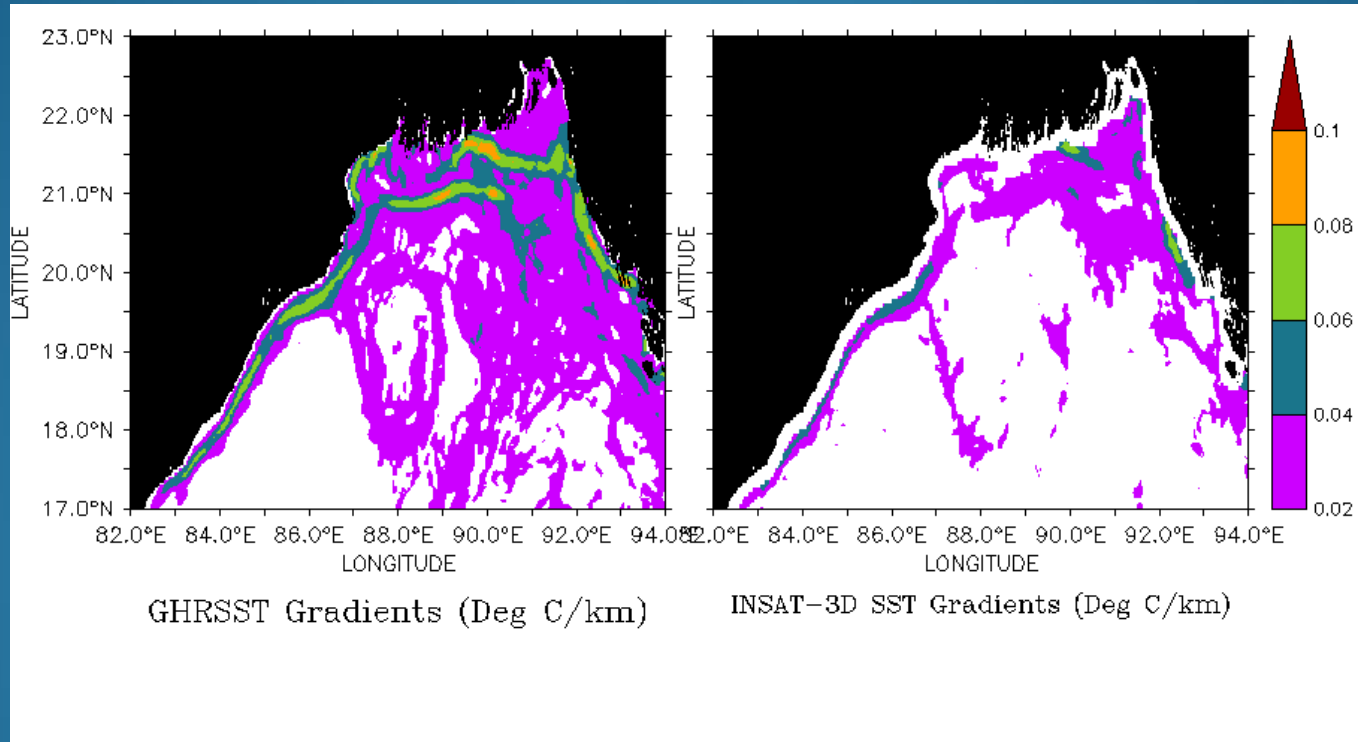 23.0°N
22.0°N
21.0°N
20.0°N
19.0°N
18.0°N
17.0°N
LATITUDE
82.0°E 84.0°E 86.0°E 88.0°E 90.0°E 92.0°E 94.0°E
LONGITUDE
GHRSST Gradients (Deg C/km)
LATITUDE
82.0°E 84.0°E 86.0°E 88.0°E 90.0°E 92.0°E 94.0°E
LONGITUDE
INSAT-3D SST Gradients (Deg C/km)
0.1
0.08
0.06
0.04
0.02